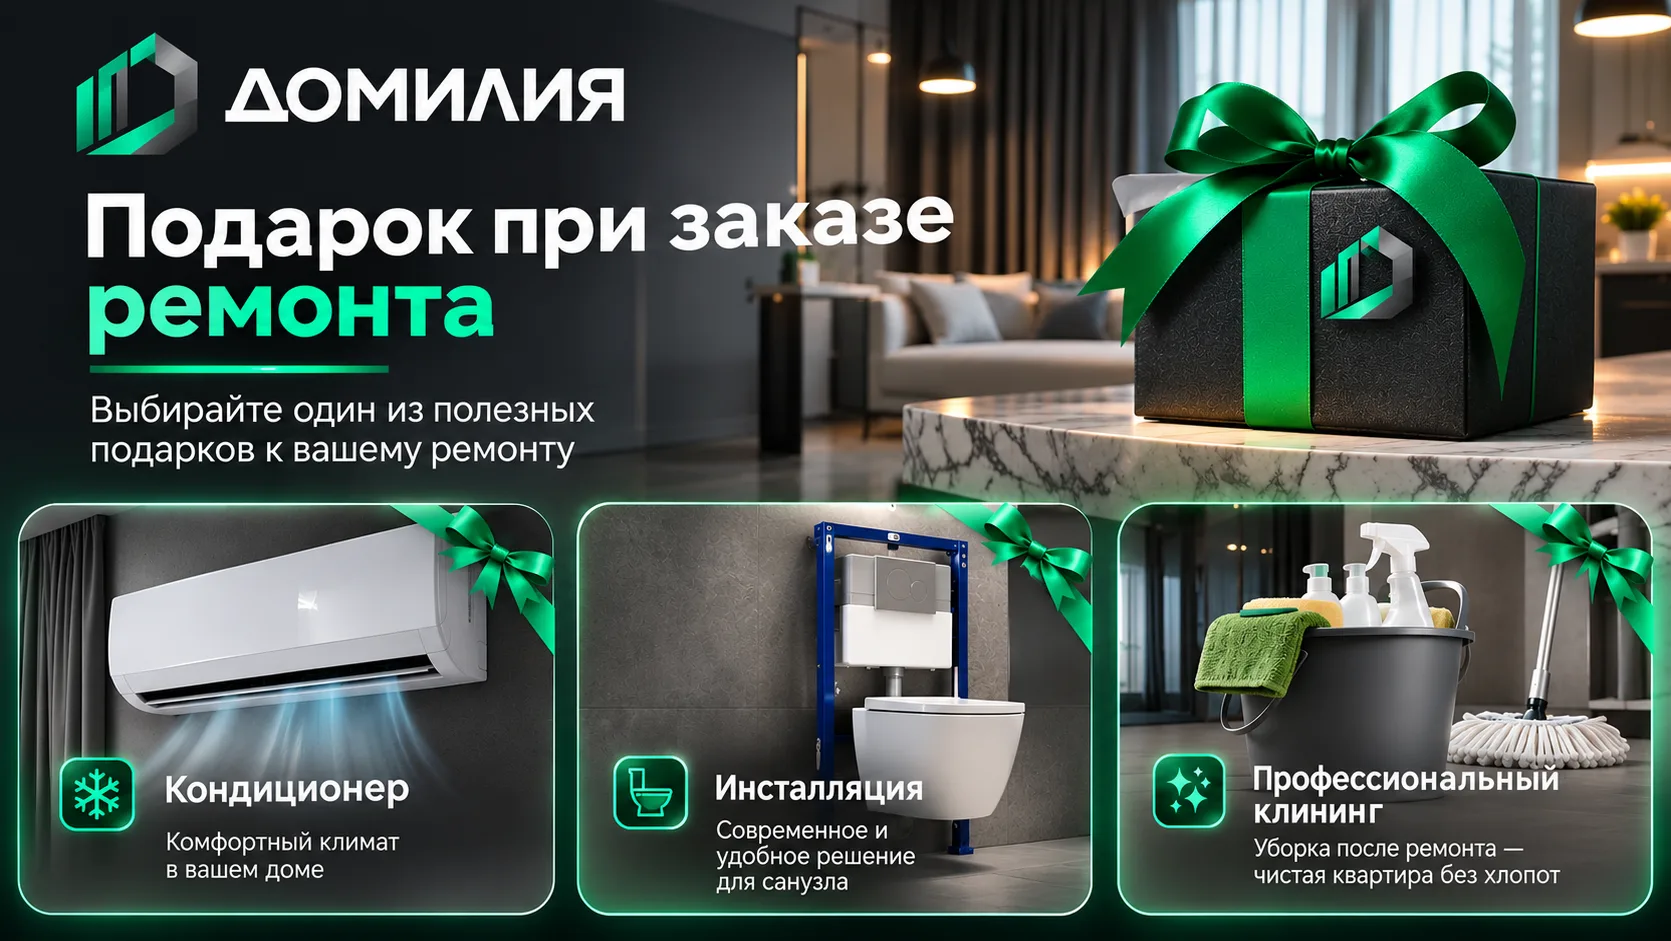 ДОМИЛИЯ
Подарок при заказе
ремонта
Выбирайте один из полезных
подарков к вашему ремонту
Кондиционер
Комфортный климат
в вашем доме
Инсталляция
Современное и
удобное решение
для санузла
Профессиональный
клининг
Уборка после ремонта —
чистая квартира без хлопот